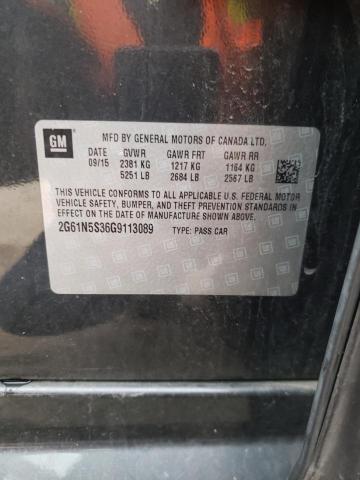 GM
MFD BY GENERAL MOTORS OF CANADA LTD.
DATE GVWR GAWR FRT GAWR RR
09/15 2381 KG 1217 KG 1164 KG
5251 LB 2684 LB 2567 LB
THIS VEHICLE CONFORMS TO ALL APPLICABLE U.S. FEDERAL MOTOR
VEHICLE SAFETY, BUMPER, AND THEFT PREVENTION STANDARDS
IN EFFECT ON THE DATE OF MANUFACTURE SHOWN ABOVE.
2G61N5S36G9113089 TYPE: PASS CAR